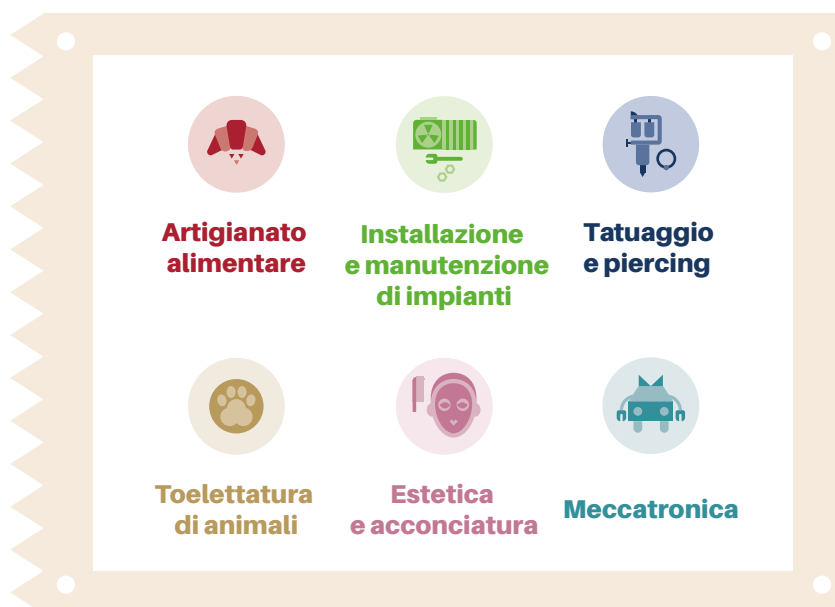 Artigianato
alimentare
Installazione
e manutenzione
di impianti
Tatuaggio
e piercing
Toelettatura
di animali
Estetica
e acconciatura
Meccatronica